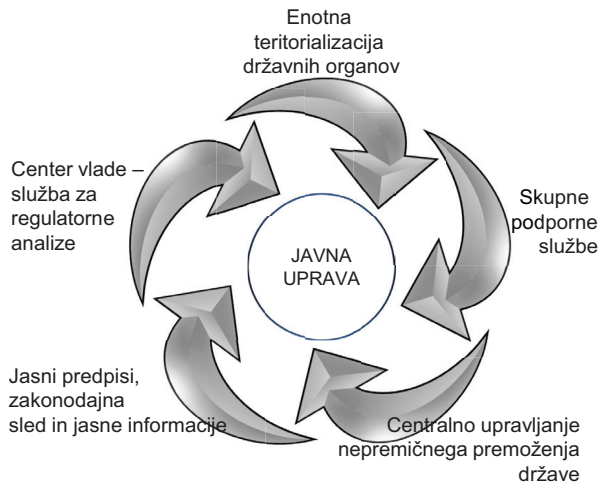 Enotna
teritorializacija
državnih organov
Center vlade –
služba za
regulatorne
analize
Skupne
podporne
službe
JAVNA
UPRAVA
Jasni predpisi,
zakonodajna
sled in jasne informacije
Centralno upravljanje
nepremičnega premoženja
države